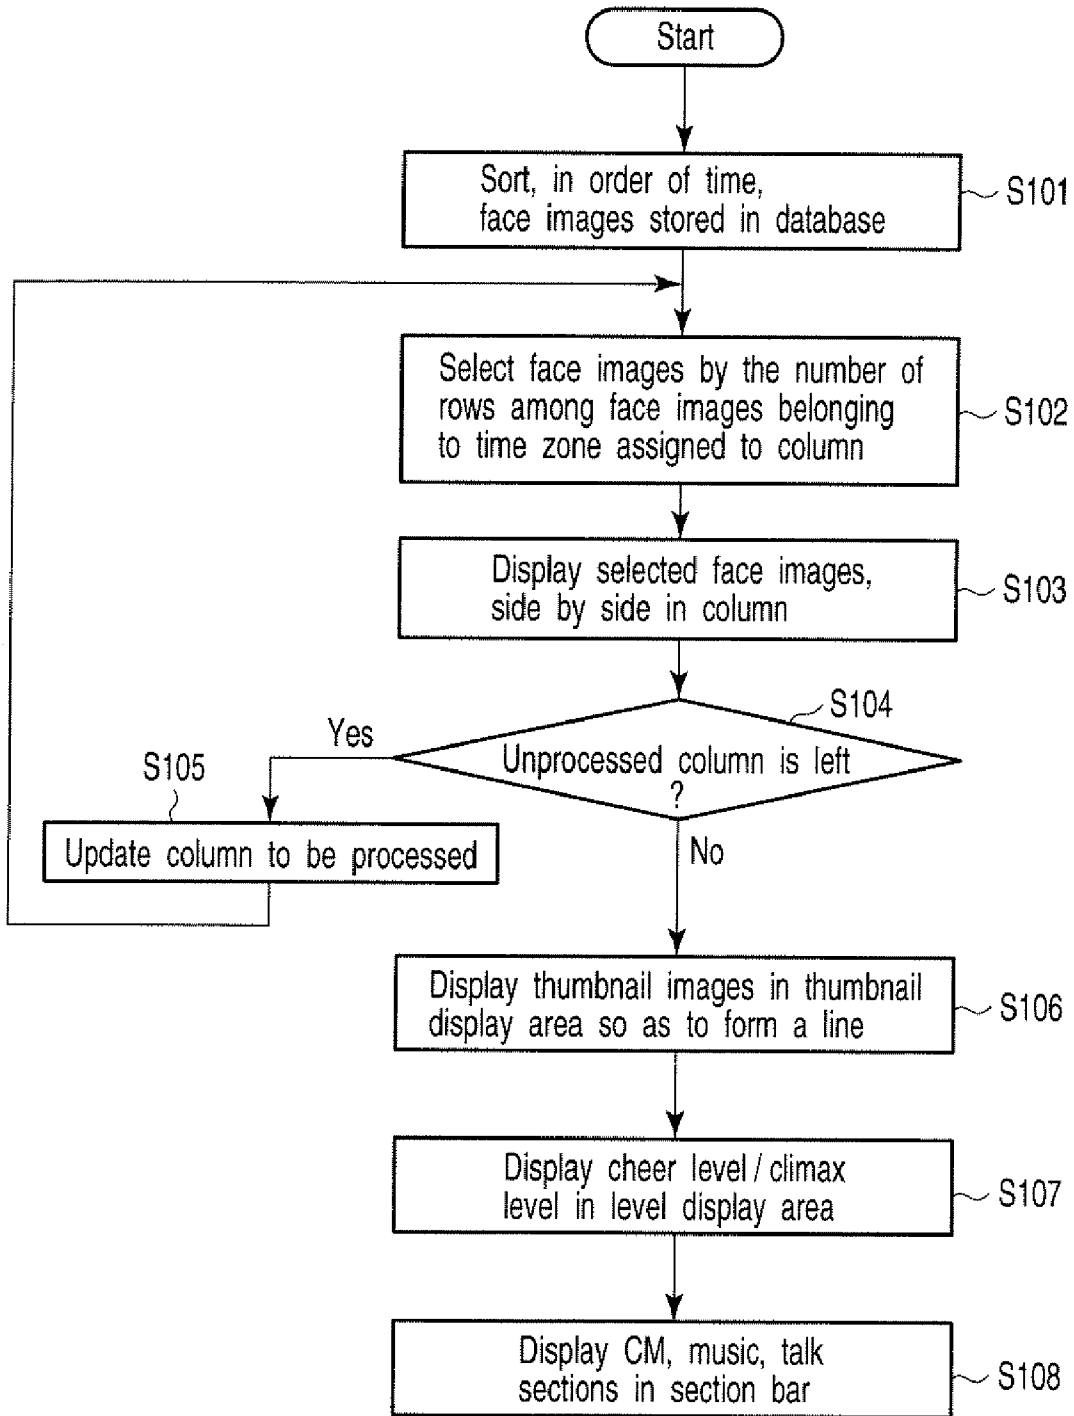 Start
Sort, in order of time,
face images stored in database
S101
Select face images by the number of
rows among face images belonging
to time zone assigned to column
S102
Display selected face images,
side by side in column
S103
S104
Unprocessed column is left
?
Yes
S105
Update column to be processed
No
Display thumbnail images in thumbnail
display area so as to form a line
S106
Display cheer level / climax
level in level display area
S107
Display CM, music, talk
sections in section bar
S108